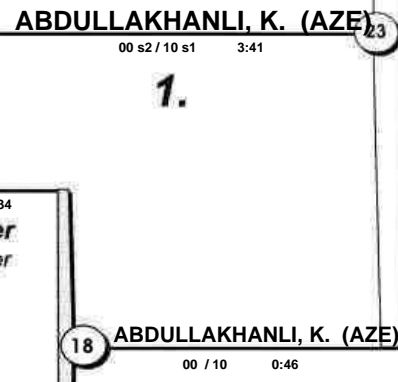 ABDULLAKHANLI, K. (AZE)
23
00 s2 / 10 s1 3:41
1.
34
er
er
18
ABDULLAKHANLI, K. (AZE)
00 / 10 0:46